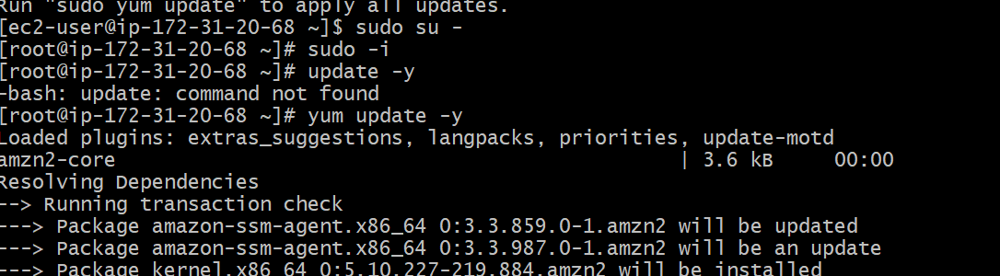 Run "sudo yum update" to apply all updates.
[ec2-user@ip-172-31-20-68 ~]$ sudo su -
[root@ip-172-31-20-68 ~]# sudo -i
[root@ip-172-31-20-68 ~]# update -y
-bash: update: command not found
[root@ip-172-31-20-68 ~]# yum update -y
Loaded plugins: extras_suggestions, langpacks, priorities, update-motd
amzn2-core | 3.6 kB 00:00
Resolving Dependencies
--> Running transaction check
---> Package amazon-ssm-agent.x86_64 0:3.3.859.0-1.amzn2 will be updated
---> Package amazon-ssm-agent.x86_64 0:3.3.987.0-1.amzn2 will be an update
---> Package kernel.x86_64 0:5.10.227-219.884.amzn2 will be installed